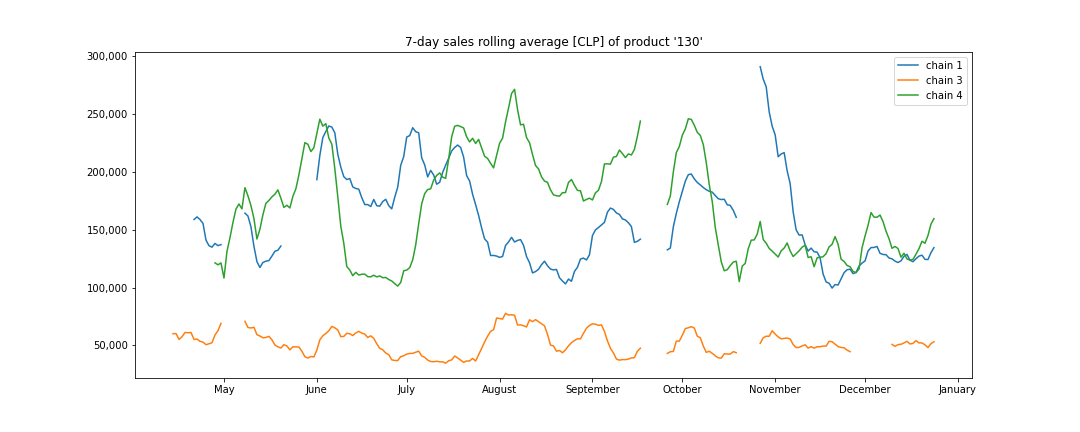 7-day sales rolling average [CLP] of product '130'
300,000
250,000
200,000
150,000
100,000
50,000
chain 1
chain 3
chain 4
May June July August September October November December January